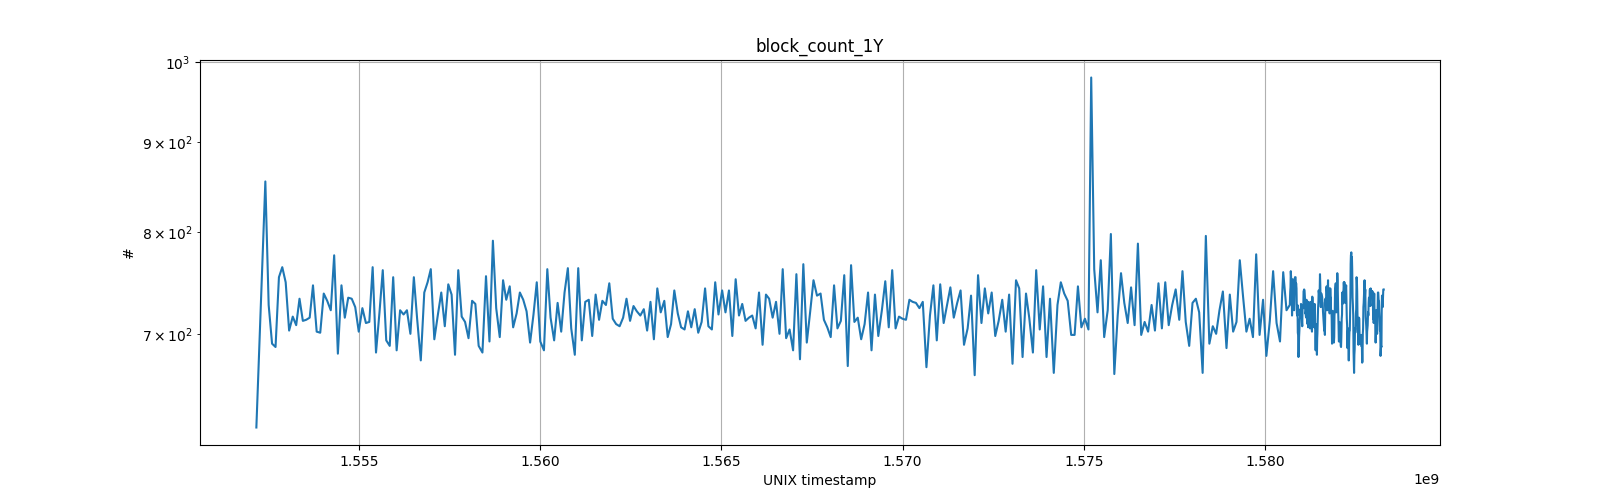 block_count_1Y
10³
9 × 10²
8 × 10²
7 × 10²
#
1.555 1.560 1.565 1.570 1.575 1.580
1e9
UNIX timestamp